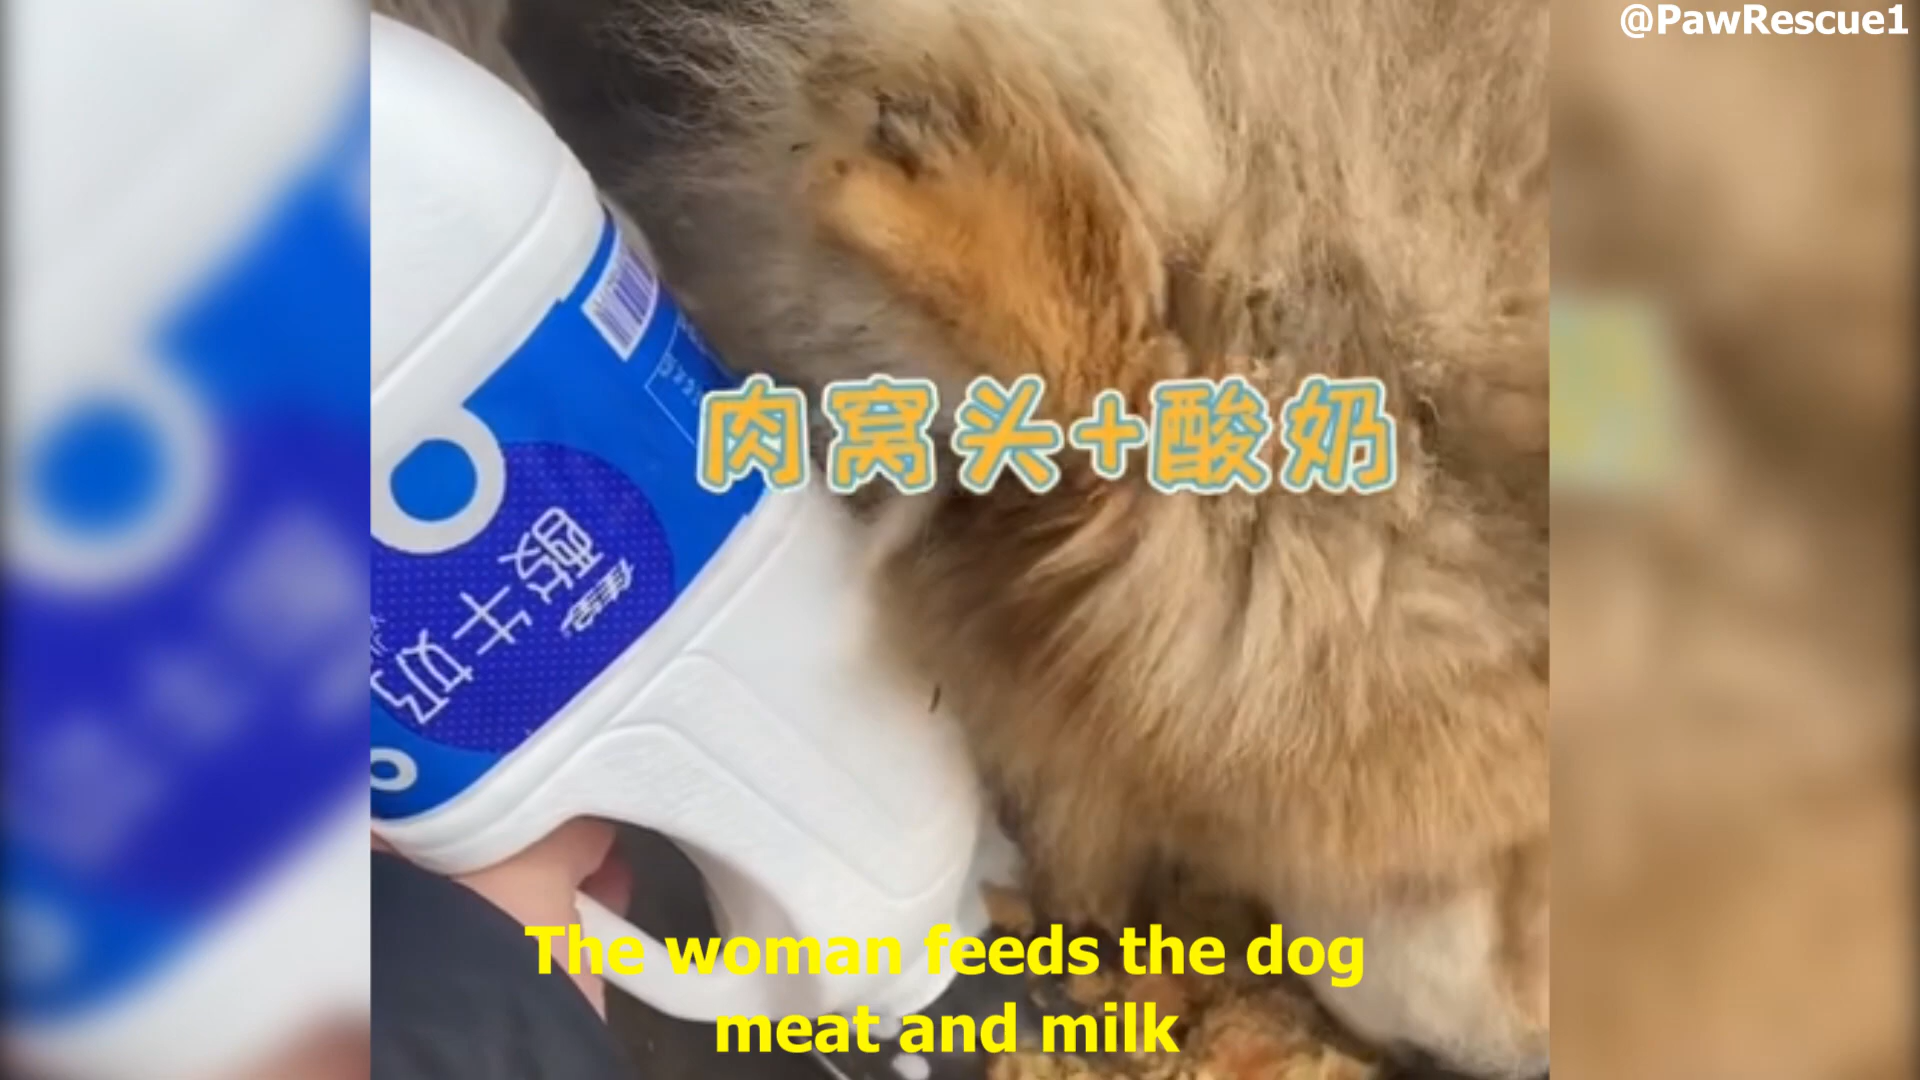 @PawRescue1
肉窝头+酸奶
酸牛奶
The woman feeds the dog
meat and milk